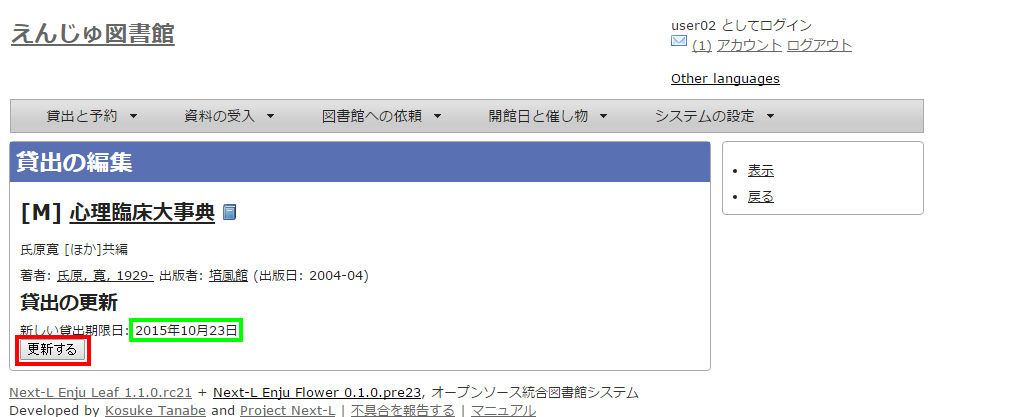 えんじゅ図書館
user02 としてログイン
(1) アカウント ログアウト
Other languages
貸出と予約 資料の受入 図書館への依頼 開館日と催し物 システムの設定
貸出の編集
[M] 心理臨床大事典
氏原寛 [ほか]共編
著者: 氏原, 寛, 1929- 出版者: 培風館 (出版日: 2004-04)
貸出の更新
新しい貸出期限日: 2015年10月23日
更新する
表示
戻る
Next-L Enju Leaf 1.1.0.rc21 + Next-L Enju Flower 0.1.0.pre23, オープンソース統合図書館システム
Developed by Kosuke Tanabe and Project Next-L | 不具合を報告する | マニュアル